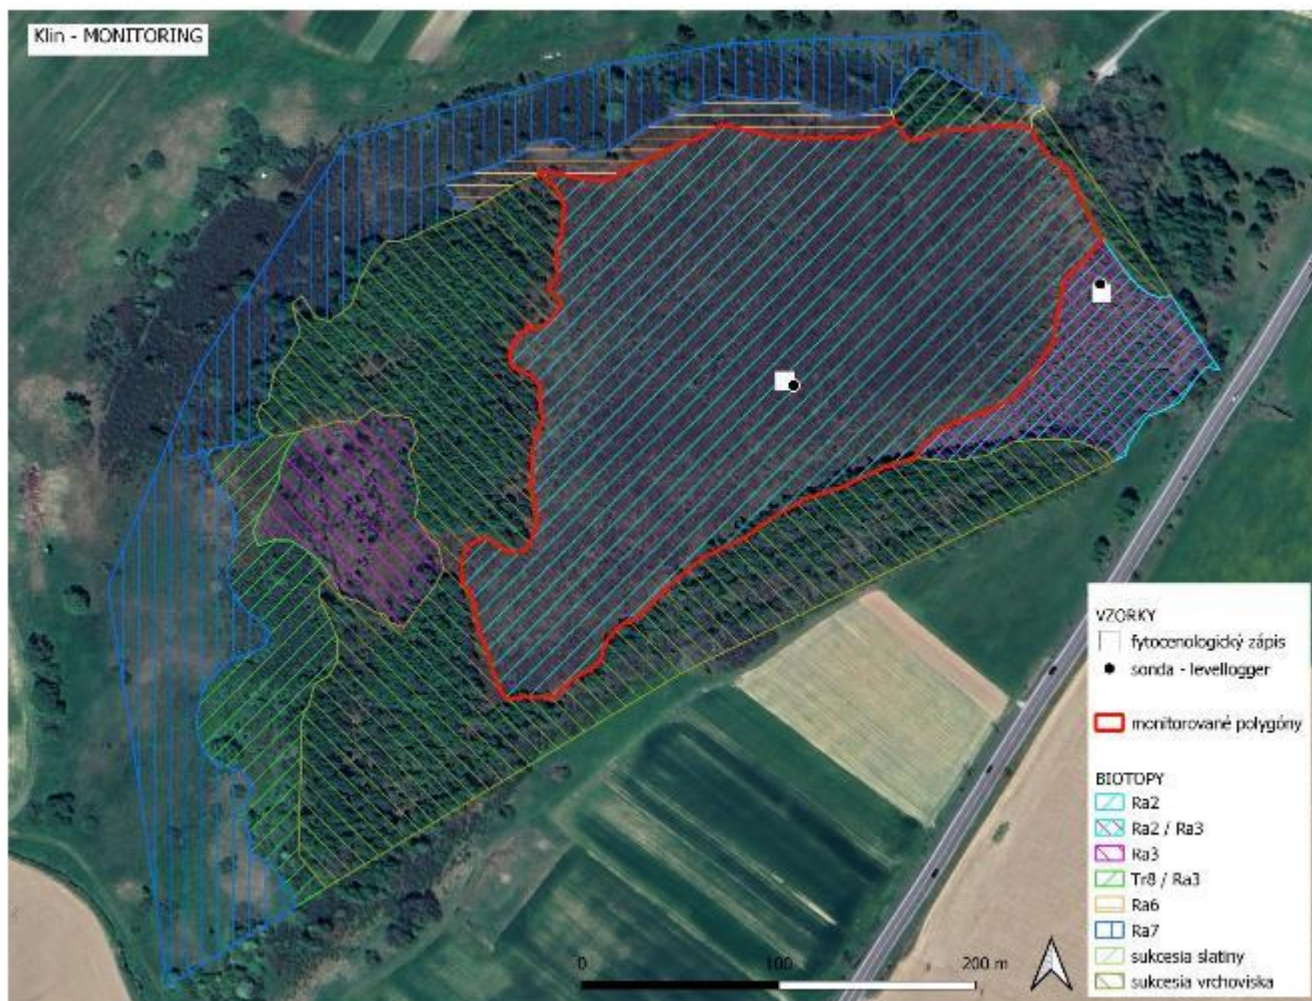 Klin - MONITORING
VZORKY
fytocenologický zápis
sonda - levellogger
monitorované polygóny
BIOTOPY
Ra2
Ra2 / Ra3
Ra3
Tr8 / Ra3
Ra6
Ra7
sukcesia slatiny
sukcesia vrchoviska
0 100 200 m